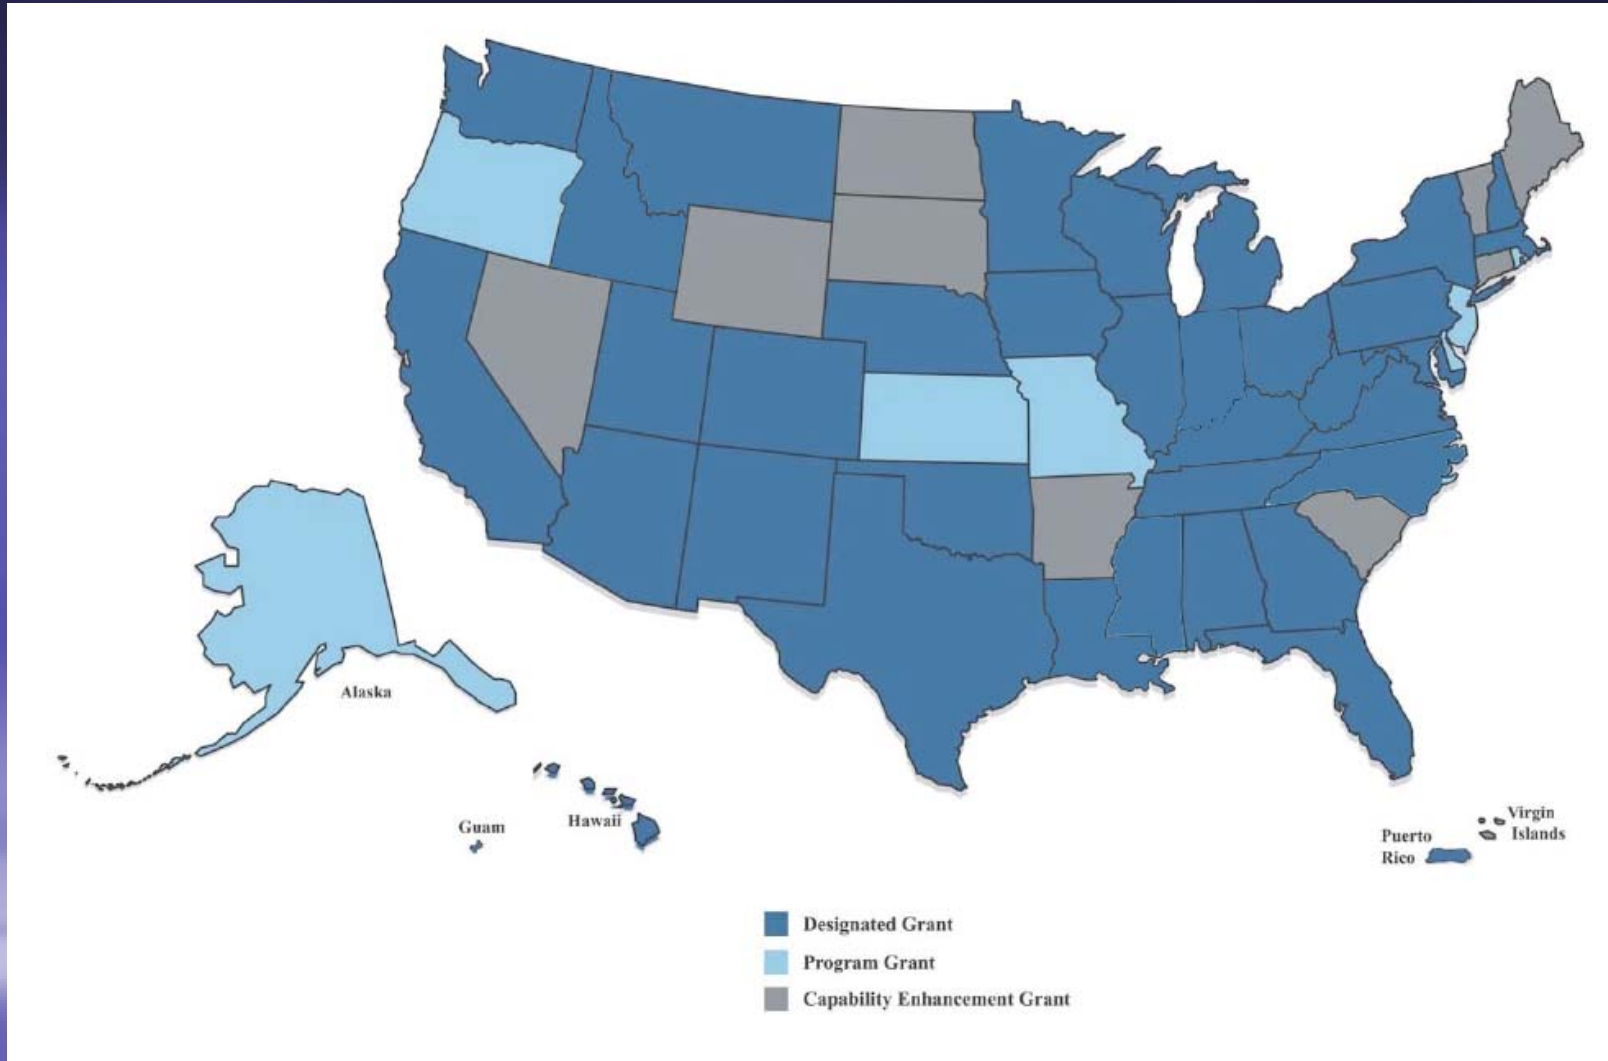 Alaska
Guam
Hawaii
Virgin
Islands
Puerto
Rico
Designated Grant
Program Grant
Capability Enhancement Grant